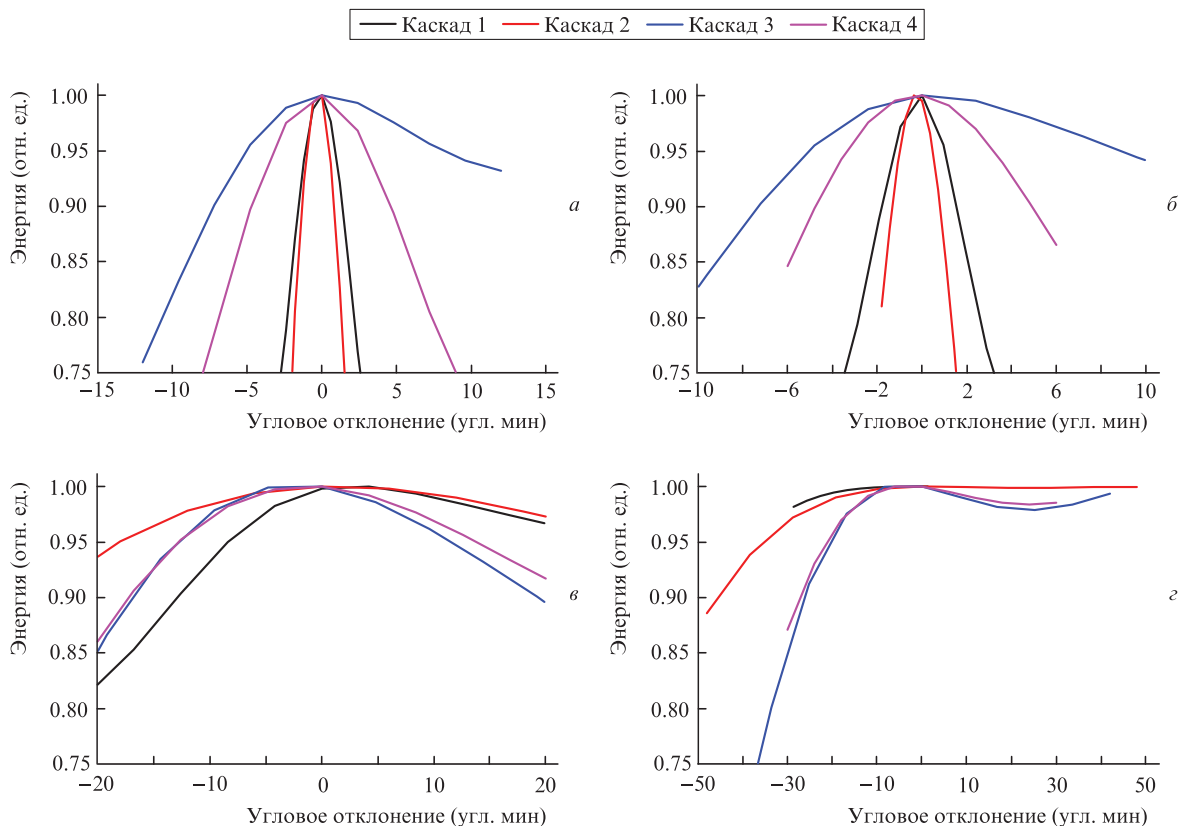 Каскад 1 Каскад 2 Каскад 3 Каскад 4
Энергия (отн. ед.)
1.00
0.95
0.90
0.85
0.80
0.75
−15 −10 −5 0 5 10 15
Угловое отклонение (угл. мин)
а
Энергия (отн. ед.)
1.00
0.95
0.90
0.85
0.80
0.75
−10 −6 −2 2 6 10
Угловое отклонение (угл. мин)
б
Энергия (отн. ед.)
1.00
0.95
0.90
0.85
0.80
0.75
−20 −10 0 10 20
Угловое отклонение (угл. мин)
в
Энергия (отн. ед.)
1.00
0.95
0.90
0.85
0.80
0.75
−50 −30 −10 10 30 50
Угловое отклонение (угл. мин)
г